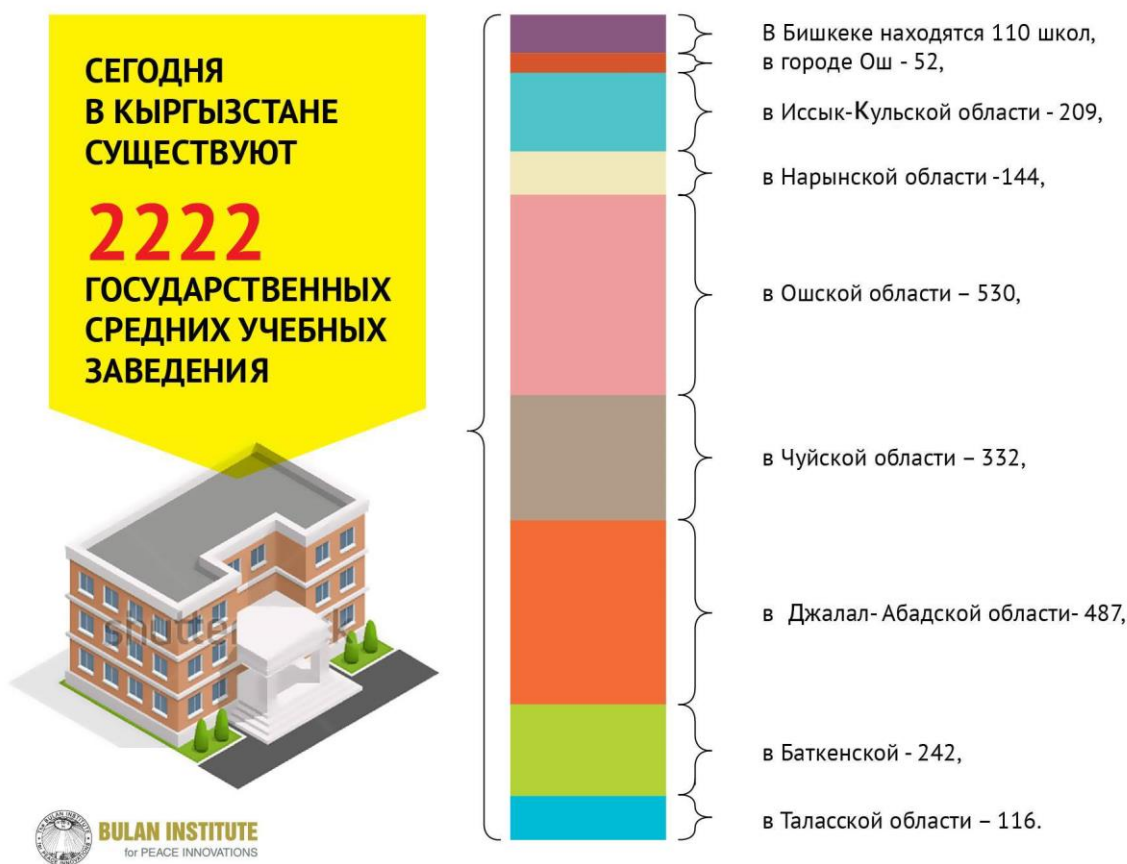 СЕГОДНЯ
В КЫРГЫЗСТАНЕ
СУЩЕСТВУЮТ
2222
ГОСУДАРСТВЕННЫХ
СРЕДНИХ УЧЕБНЫХ
ЗАВЕДЕНИЯ
В Бишкеке находятся 110 школ,
в городе Ош - 52,
в Иссык-Кульской области - 209,
в Нарынской области -144,
в Ошской области – 530,
в Чуйской области – 332,
в Джалал- Абадской области- 487,
в Баткенской - 242,
в Таласской области – 116.
BULAN INSTITUTE
for PEACE INNOVATIONS